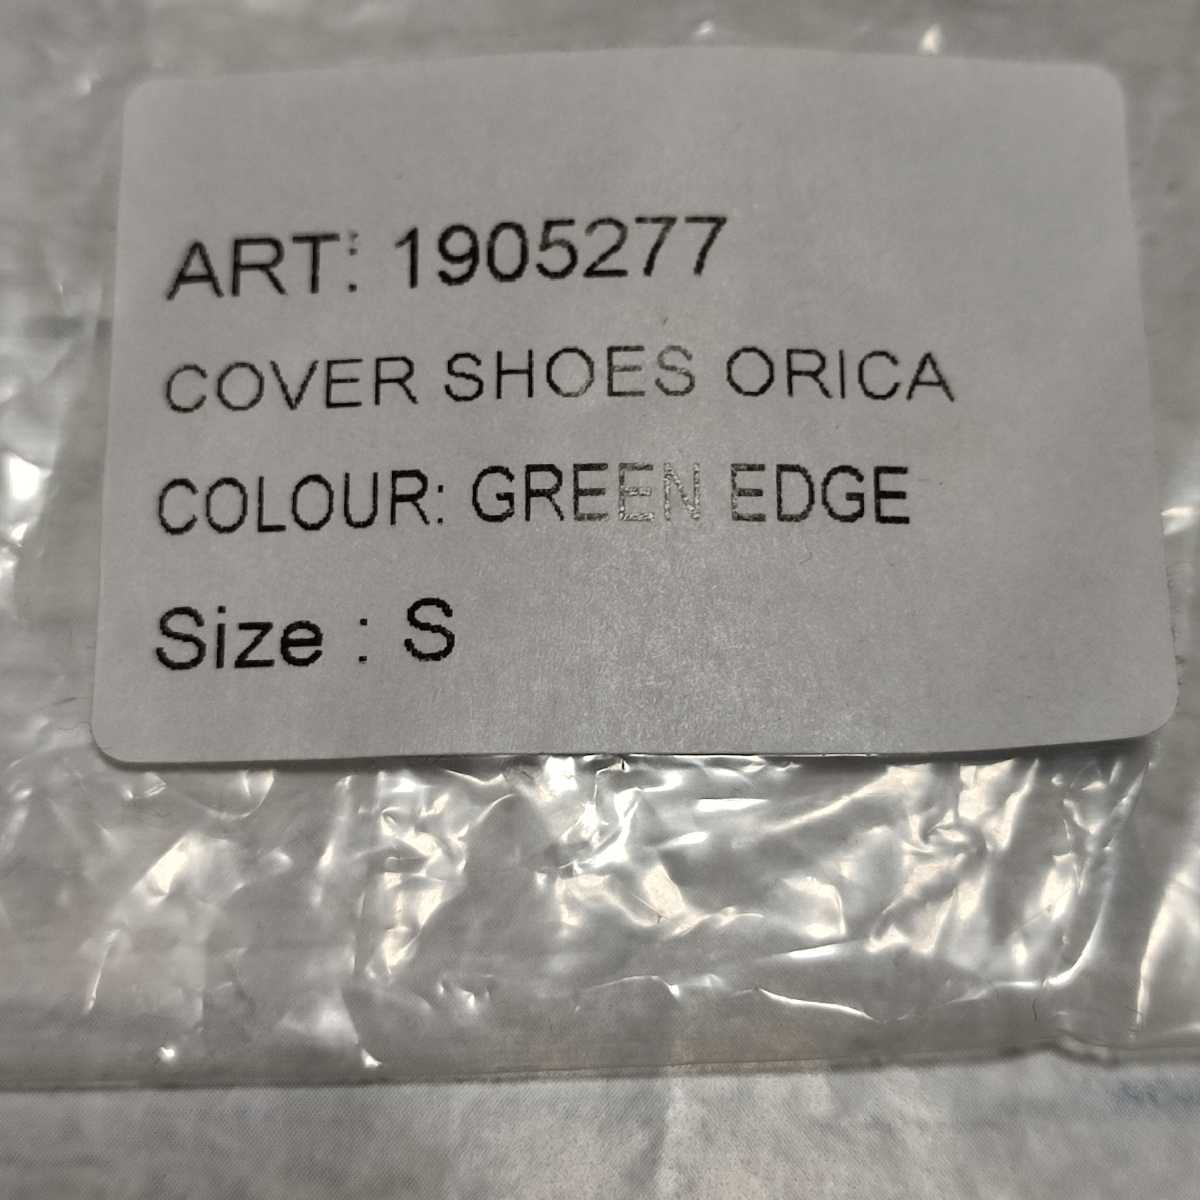 ART: 1905277
COVER SHOES ORICA
COLOUR: GREEN EDGE
Size : S